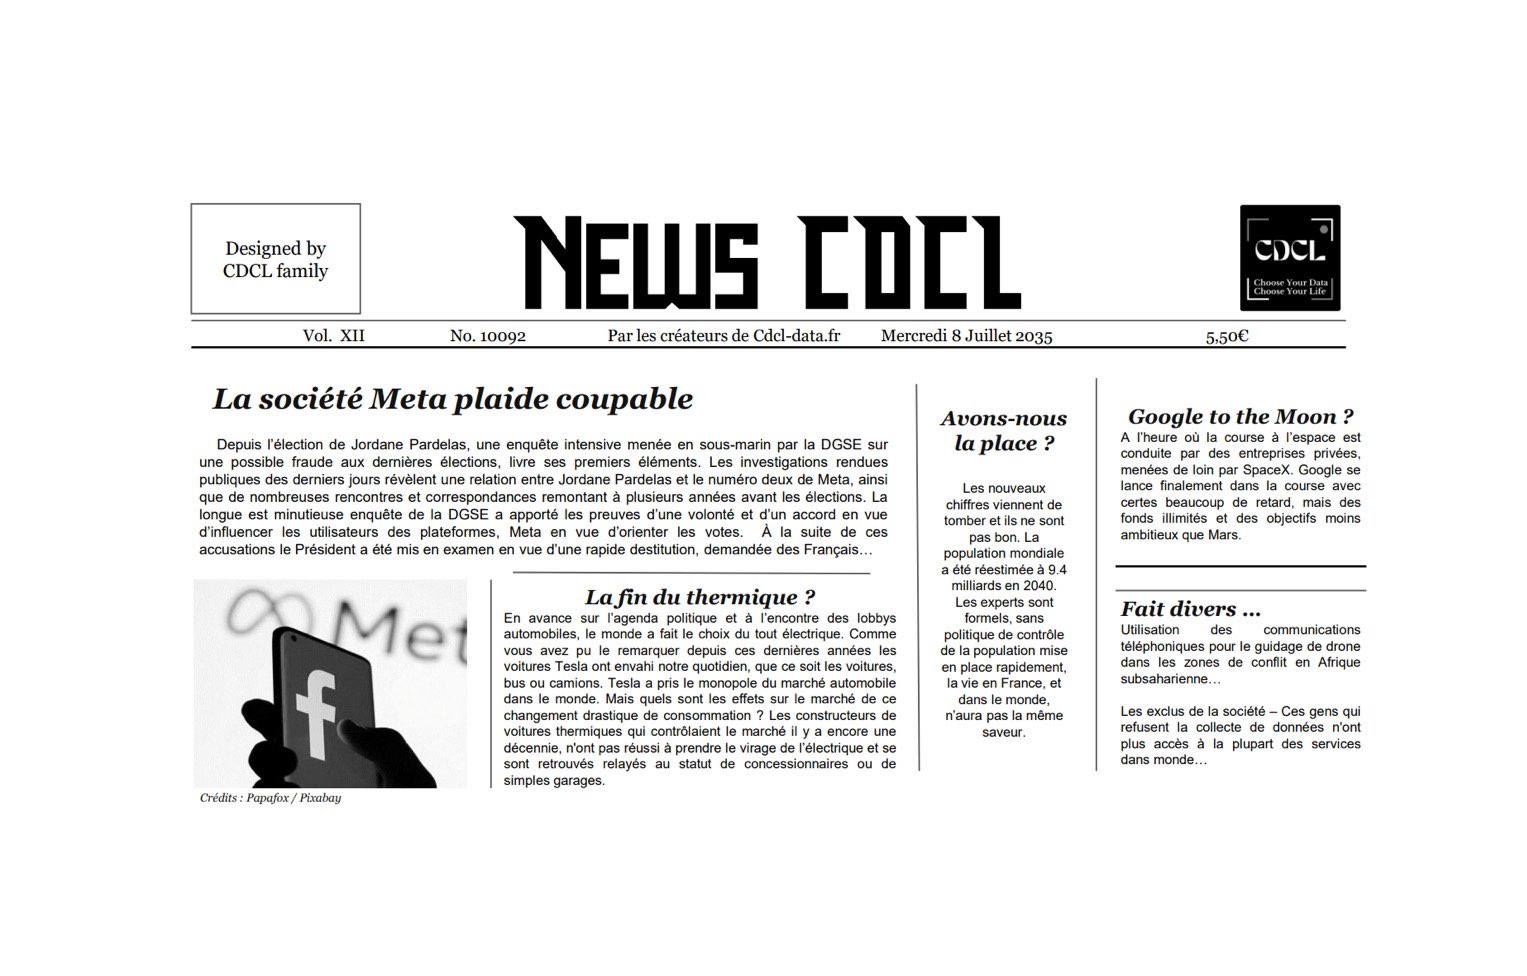 Designed by
CDCL family
NEWS CDCL
CDCL
Choose Your Data
Choose Your Life
Vol. XII No. 10092 Par les créateurs de Cdcl-data.fr Mercredi 8 Juillet 2035 5,50€
La société Meta plaide coupable
Depuis l’élection de Jordane Pardelas, une enquête intensive menée en sous-marin par la DGSE sur
une possible fraude aux dernières élections, livre ses premiers éléments. Les investigations rendues
publiques des derniers jours révèlent une relation entre Jordane Pardelas et le numéro deux de Meta, ainsi
que de nombreuses rencontres et correspondances remontant à plusieurs années avant les élections. La
longue est minutieuse enquête de la DGSE a apporté les preuves d’une volonté et d’un accord en vue
d’influencer les utilisateurs des plateformes, Meta en vue d’orienter les votes. À la suite de ces
accusations le Président a été mis en examen en vue d’une rapide destitution, demandée des Français…
Met
f
Crédits : Papafox / Pixabay
La fin du thermique ?
En avance sur l’agenda politique et à l’encontre des lobbys
automobiles, le monde a fait le choix du tout électrique. Comme
vous avez pu le remarquer depuis ces dernières années les
voitures Tesla ont envahi notre quotidien, que ce soit les voitures,
bus ou camions. Tesla a pris le monopole du marché automobile
dans le monde. Mais quels sont les effets sur le marché de ce
changement drastique de consommation ? Les constructeurs de
voitures thermiques qui contrôlaient le marché il y a encore une
décennie, n'ont pas réussi à prendre le virage de l’électrique et se
sont retrouvés relayés au statut de concessionnaires ou de
simples garages.
Avons-nous
la place ?
Les nouveaux
chiffres viennent de
tomber et ils ne sont
pas bon. La
population mondiale
a été réestimée à 9.4
milliards en 2040.
Les experts sont
formels, sans
politique de contrôle
de la population mise
en place rapidement,
la vie en France, et
dans le monde,
n’aura pas la même
saveur.
Google to the Moon ?
A l’heure où la course à l’espace est
conduite par des entreprises privées,
menées de loin par SpaceX. Google se
lance finalement dans la course avec
certes beaucoup de retard, mais des
fonds illimités et des objectifs moins
ambitieux que Mars.
Fait divers …
Utilisation des communications
téléphoniques pour le guidage de drone
dans les zones de conflit en Afrique
subsaharienne…
Les exclus de la société – Ces gens qui
refusent la collecte de données n'ont
plus accès à la plupart des services
dans monde…